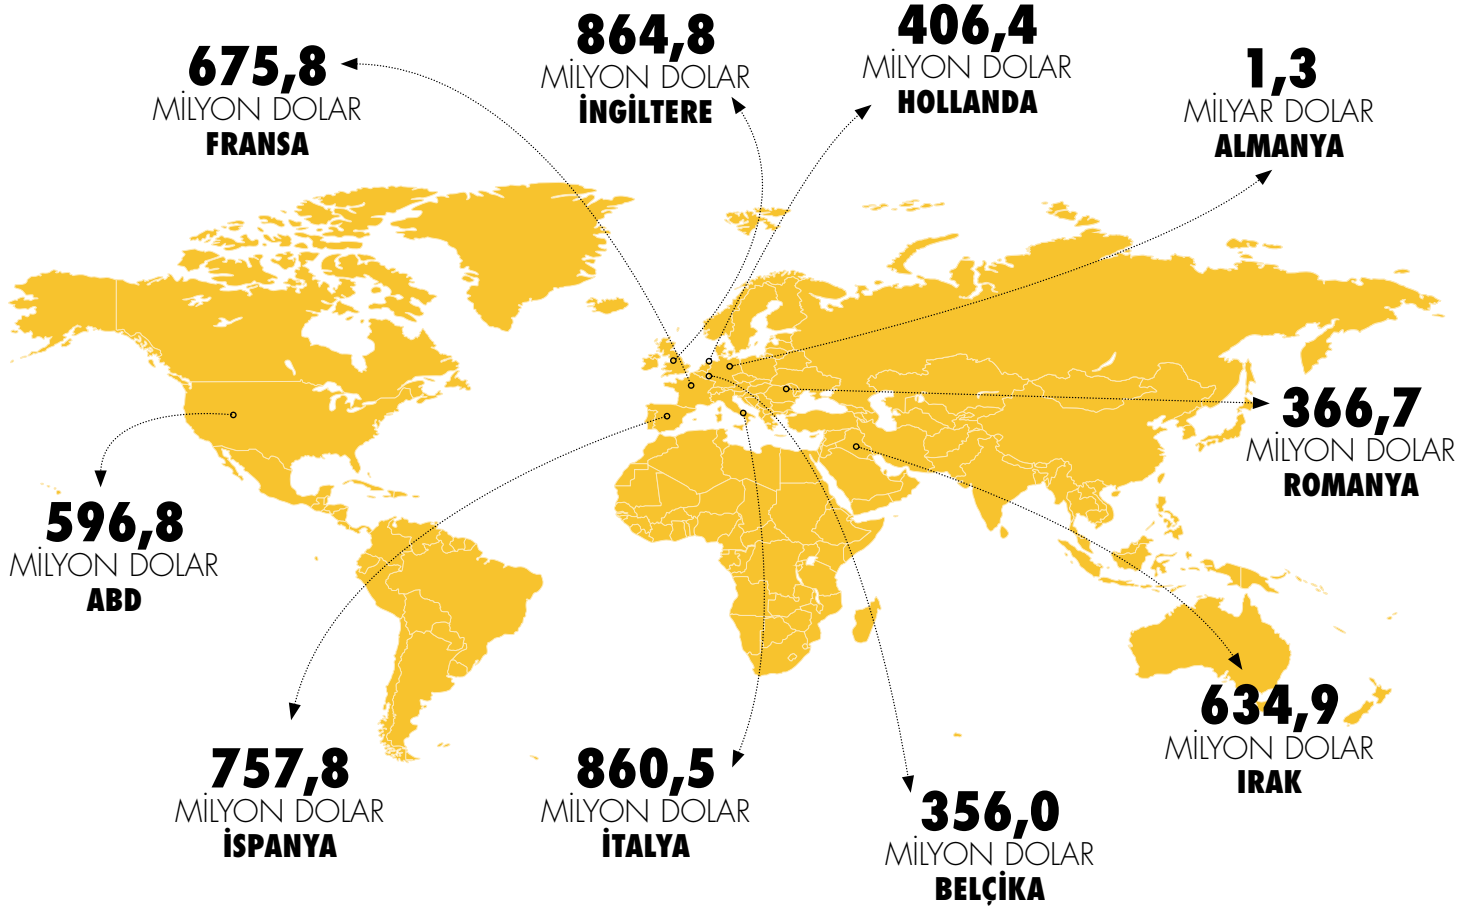 675,8
MİLYON DOLAR
FRANSA
864,8
MİLYON DOLAR
İNGİLTERE
406,4
MİLYON DOLAR
HOLLANDA
1,3
MİLYAR DOLAR
ALMANYA
366,7
MİLYON DOLAR
ROMANYA
596,8
MİLYON DOLAR
ABD
634,9
MİLYON DOLAR
IRAK
757,8
MİLYON DOLAR
İSPANYA
860,5
MİLYON DOLAR
İTALYA
356,0
MİLYON DOLAR
BELÇİKA